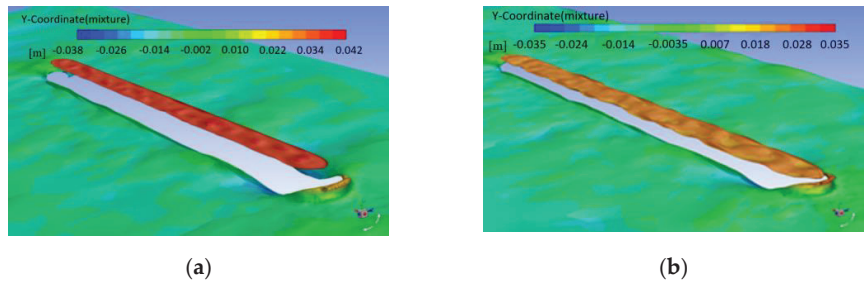 Y-Coordinate(mixture)
[m] -0.038 -0.026 -0.014 -0.002 0.010 0.022 0.034 0.042
(a)
Y-Coordinate(mixture)
[m] -0.035 -0.024 -0.014 -0.0035 0.007 0.018 0.028 0.035
(b)